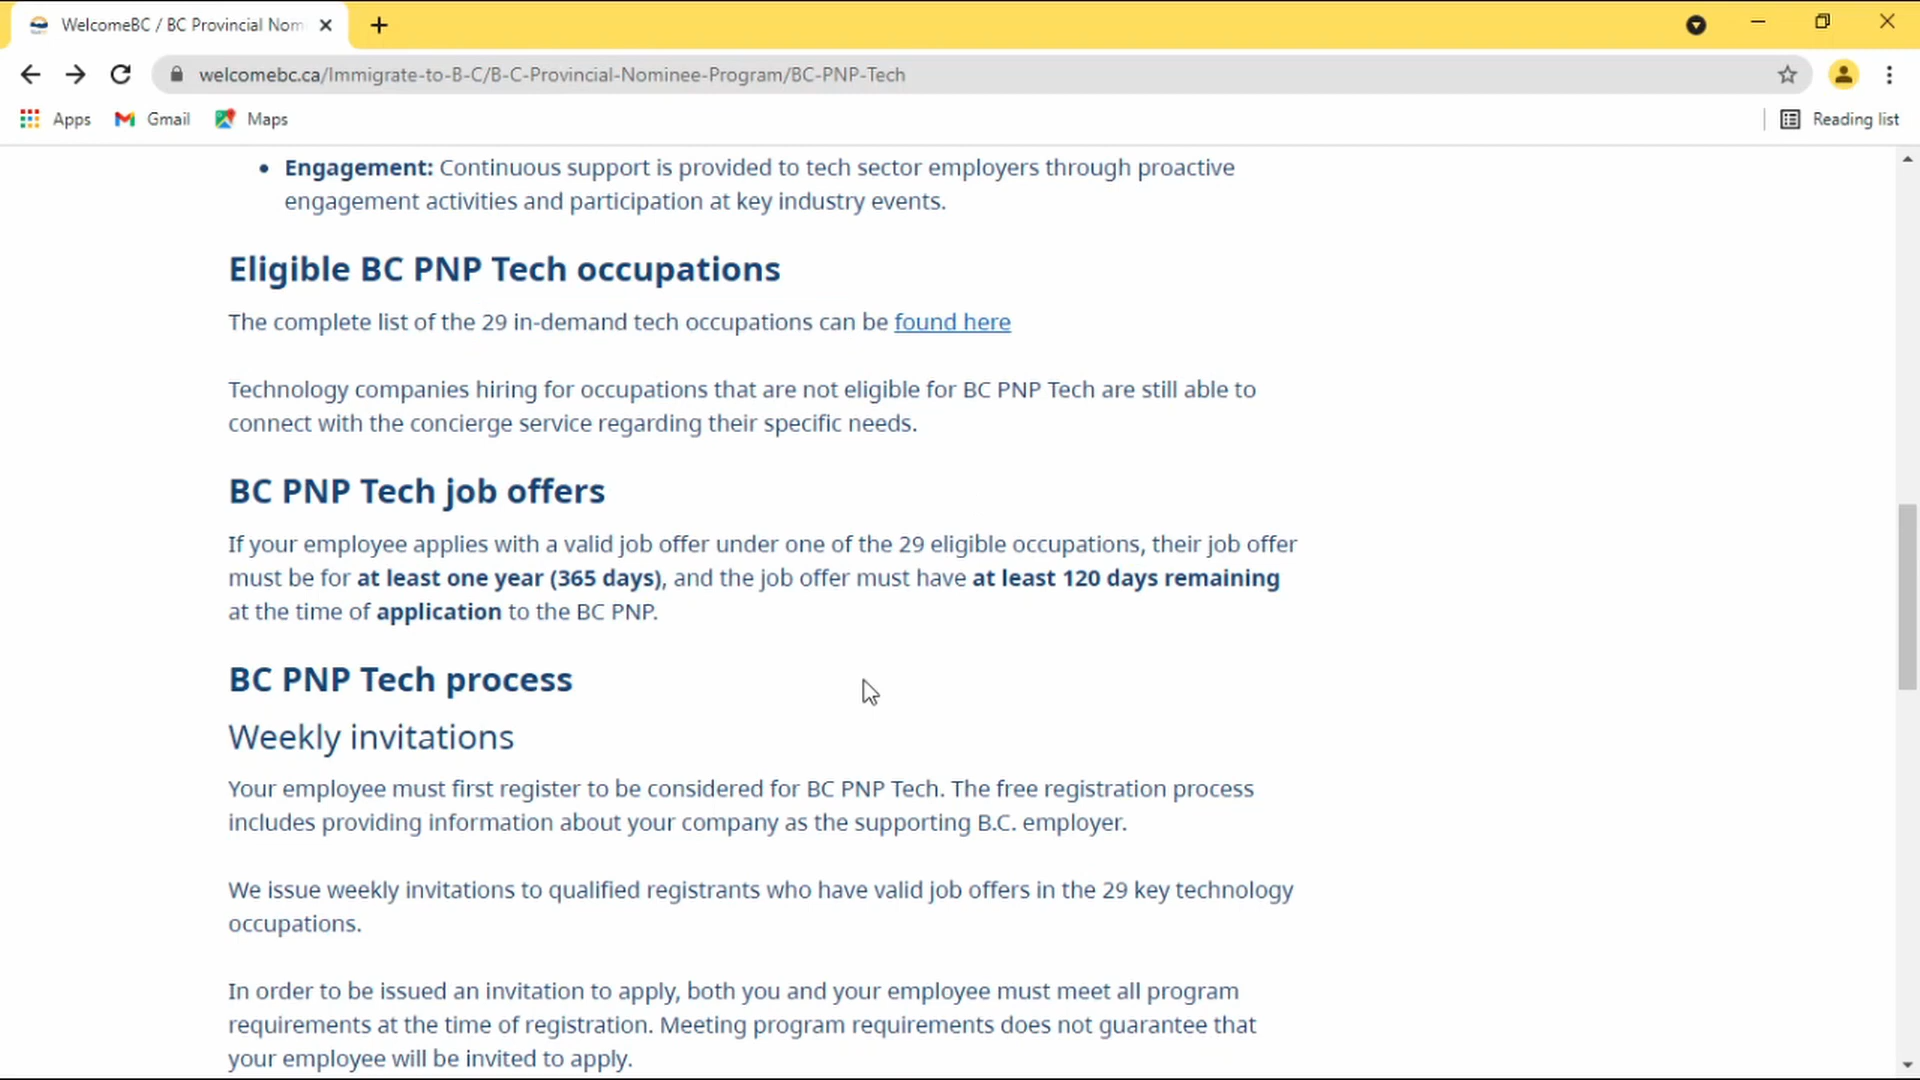 WelcomeBC / BC Provincial Nom
welcomebc.ca/Immigrate-to-B-C/B-C-Provincial-Nominee-Program/BC-PNP-Tech
Apps Gmail Maps Reading list
• Engagement: Continuous support is provided to tech sector employers through proactive
engagement activities and participation at key industry events.
Eligible BC PNP Tech occupations
The complete list of the 29 in-demand tech occupations can be found here
Technology companies hiring for occupations that are not eligible for BC PNP Tech are still able to
connect with the concierge service regarding their specific needs.
BC PNP Tech job offers
If your employee applies with a valid job offer under one of the 29 eligible occupations, their job offer
must be for at least one year (365 days), and the job offer must have at least 120 days remaining
at the time of application to the BC PNP.
BC PNP Tech process
Weekly invitations
Your employee must first register to be considered for BC PNP Tech. The free registration process
includes providing information about your company as the supporting B.C. employer.
We issue weekly invitations to qualified registrants who have valid job offers in the 29 key technology
occupations.
In order to be issued an invitation to apply, both you and your employee must meet all program
requirements at the time of registration. Meeting program requirements does not guarantee that
your employee will be invited to apply.